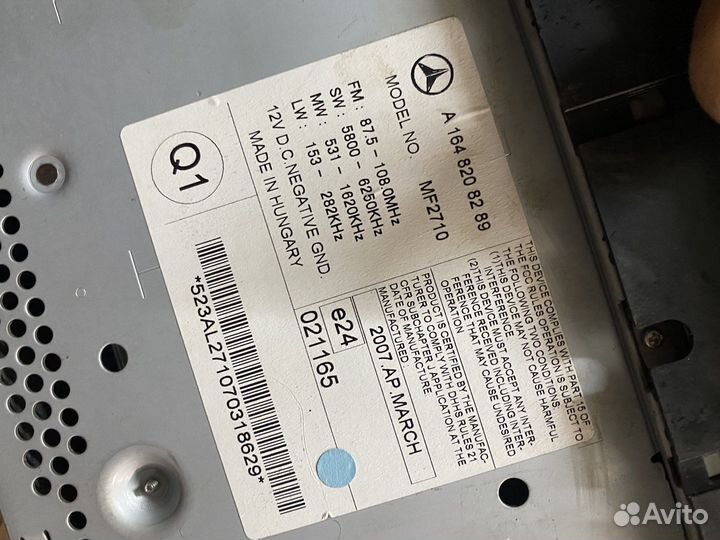 A 164 820 82 89
MODEL NO. MF2710
FM : 87.5 - 108.0MHz
SW : 5800 - 6250KHz
MW : 531 - 1620KHz
LW : 153 - 282KHz
12V D.C.NEGATIVE GND.
MADE IN HUNGARY
Q1
*523AL271070318629*
e24
021165
THIS DEVICE COMPLIES WITH PART 15 OF
THE FCC RULES OPERATION IS SUBJECT TO
THE FOLLOWING TWO CONDITIONS.
(1)THIS DEVICE MAY NOT CAUSE HARMFUL
INTERFERENCE.
(2)THIS DEVICE MUST ACCEPT ANY INTER-
FERENCE RECEIVED, INCLUDING INTER-
FERENCE THAT MAY CAUSE UNDESIRED
OPERATION.
PRODUCT IS CERTIFIED BY THE MANUFAC-
TURER TO COMPLY WITH DHHS RULES 21
CFR SUBCHAPTER J APPLICATION AT THE
DATE OF MANUFACTURE
MANUFACTURED
2007.AP.MARCH
Avito